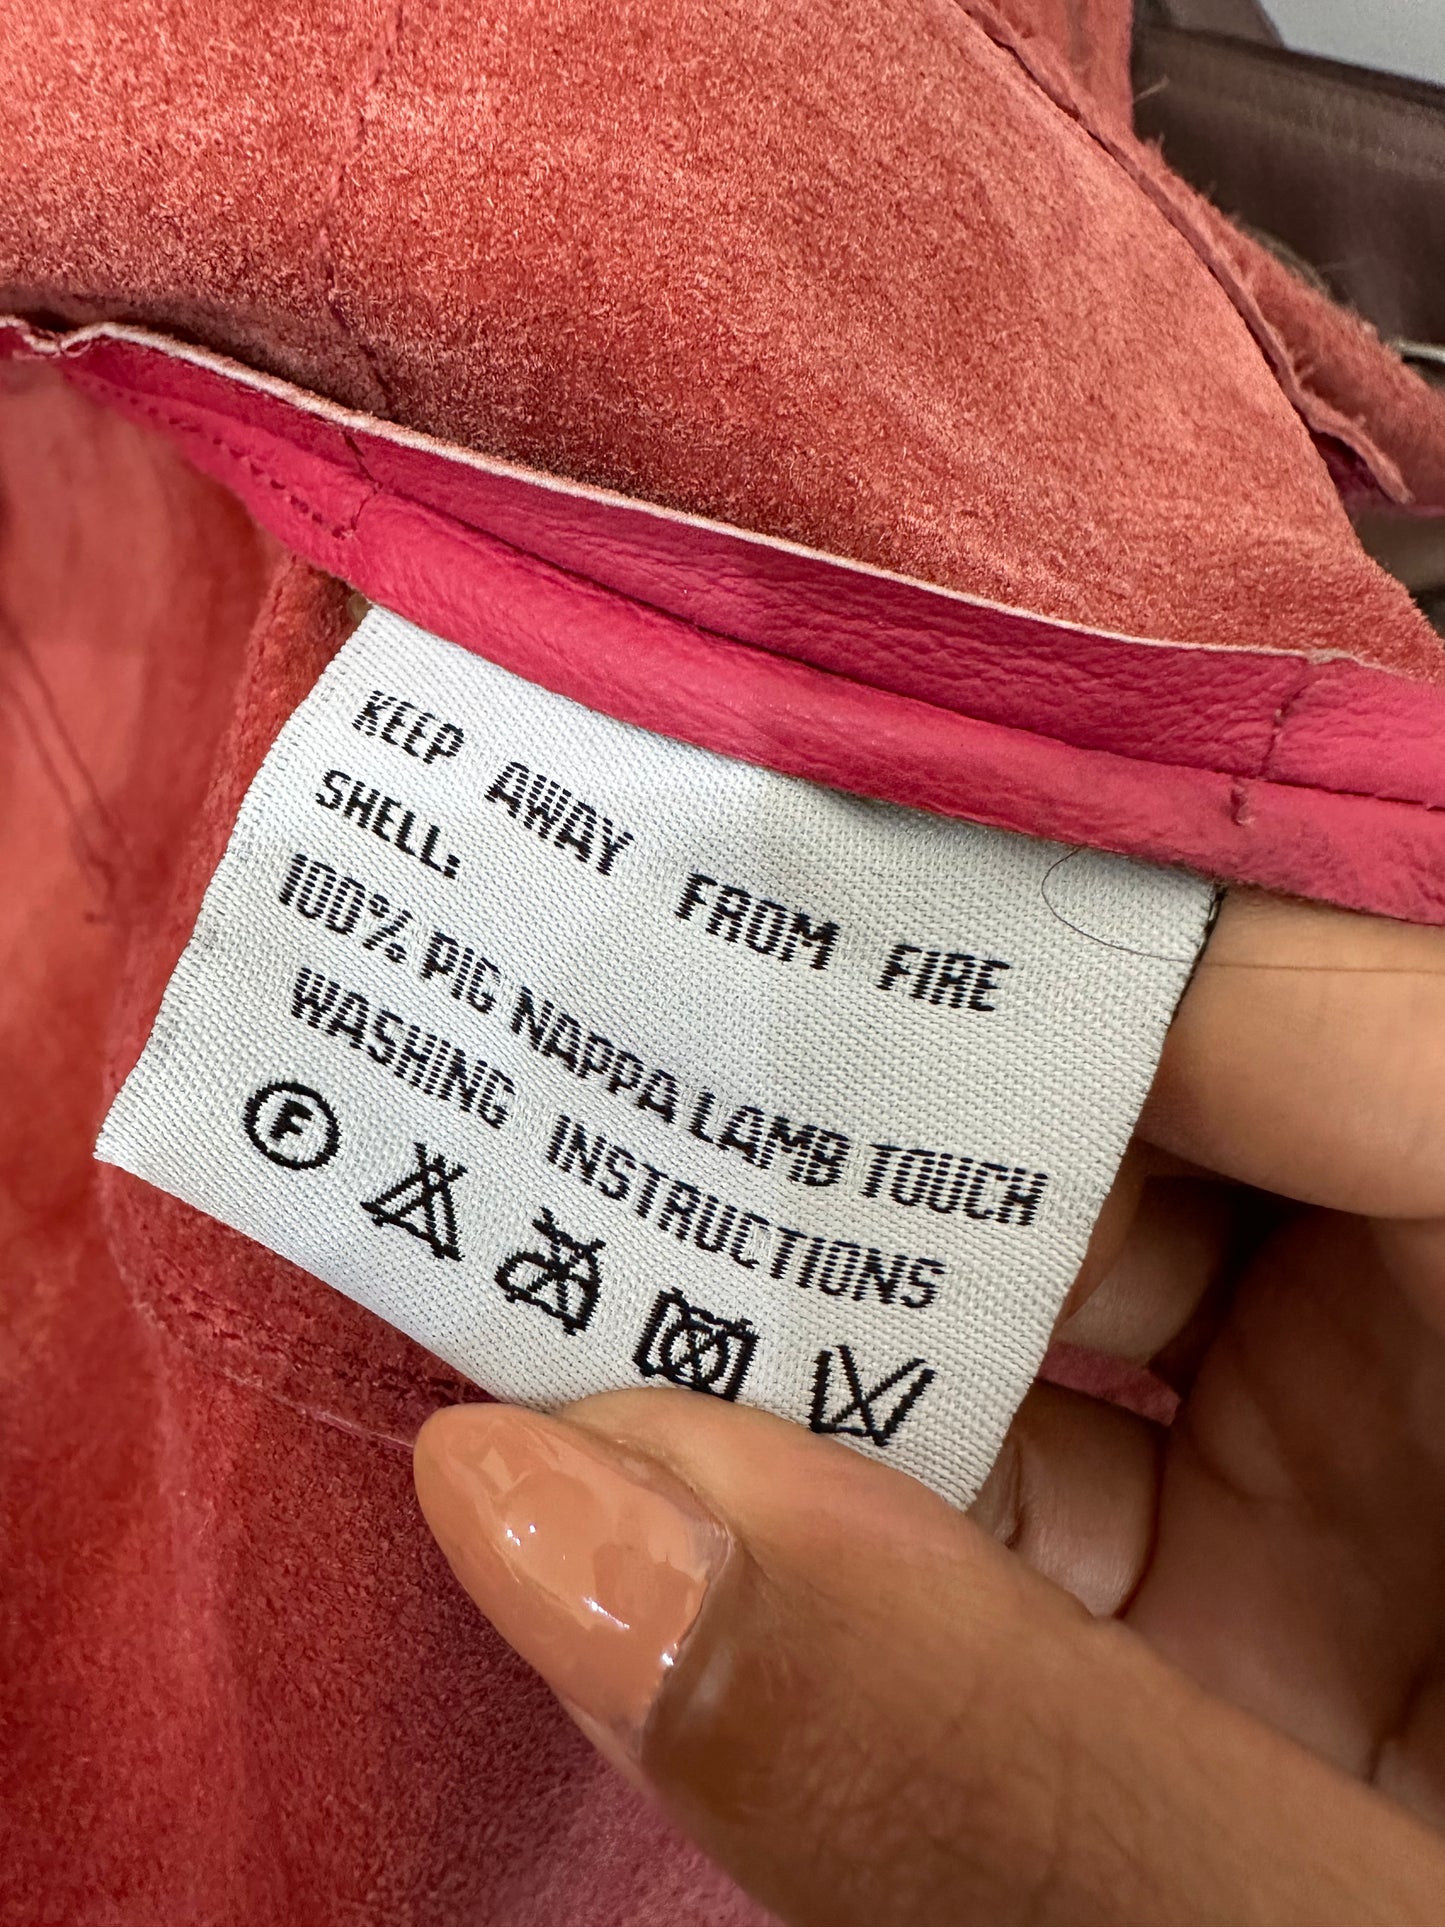 KEEP AWAY FROM FIRE
SHELL:
100% PIG NAPPA LAMB TOUCH
WASHING INSTRUCTIONS
F